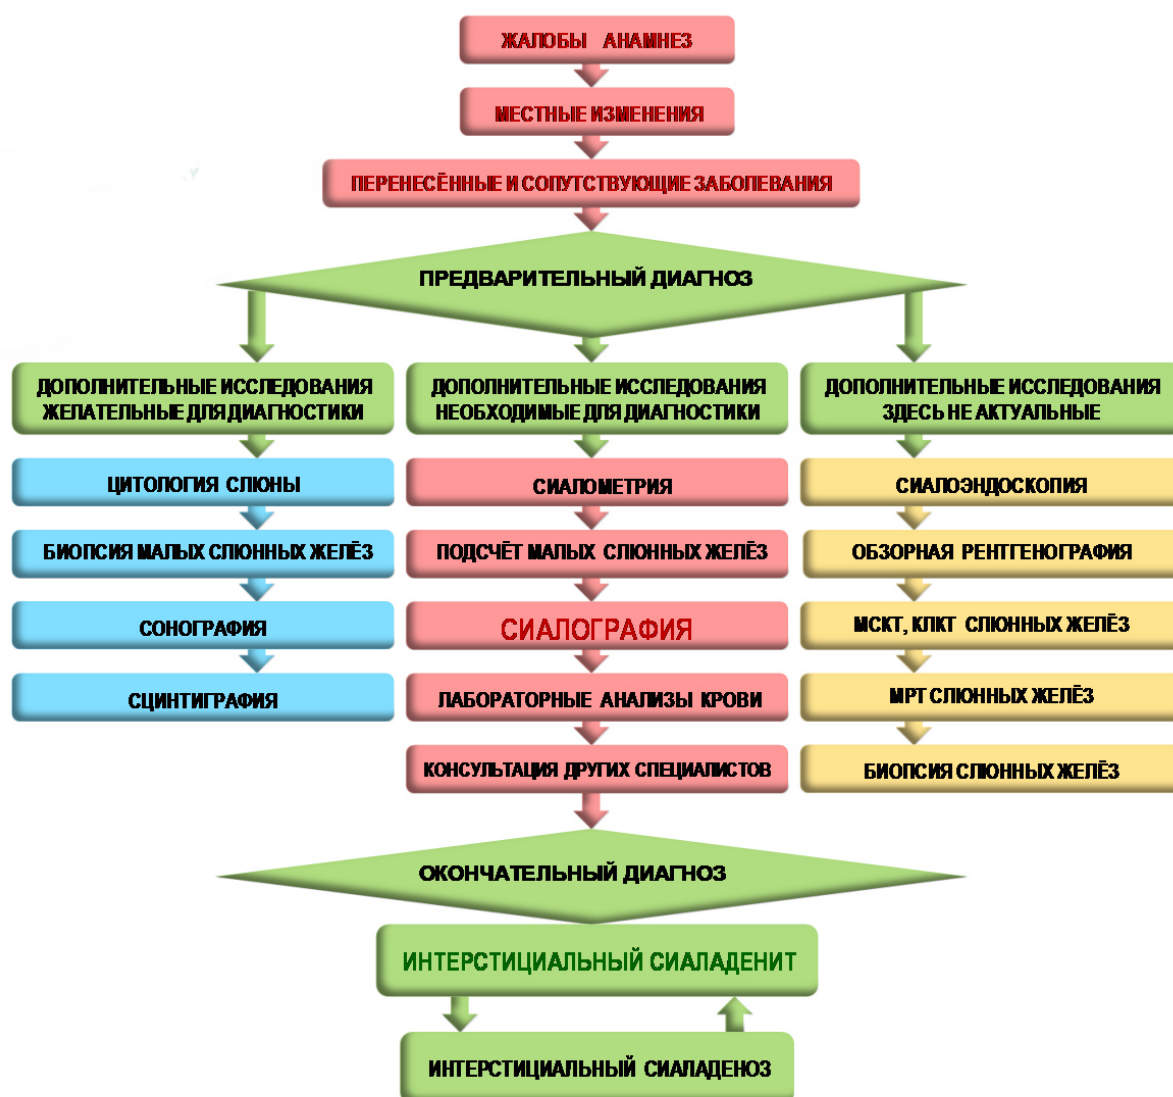 ЖАЛОБЫ АНАМНЕЗ
МЕСТНЫЕ ИЗМЕНЕНИЯ
ПЕРЕНЕСЁННЫЕ И СОПУТСТВУЮЩИЕ ЗАБОЛЕВАНИЯ
ПРЕДВАРИТЕЛЬНЫЙ ДИАГНОЗ
ДОПОЛНИТЕЛЬНЫЕ ИССЛЕДОВАНИЯ
ЖЕЛАТЕЛЬНЫЕ ДЛЯ ДИАГНОСТИКИ
ЦИТОЛОГИЯ СЛЮНЫ
БИОПСИЯ МАЛЫХ СЛЮННЫХ ЖЕЛЁЗ
СОНОГРАФИЯ
СЦИНТИГРАФИЯ
ДОПОЛНИТЕЛЬНЫЕ ИССЛЕДОВАНИЯ
НЕОБХОДИМЫЕ ДЛЯ ДИАГНОСТИКИ
СИАЛОМЕТРИЯ
ПОДСЧЁТ МАЛЫХ СЛЮННЫХ ЖЕЛЁЗ
СИАЛОГРАФИЯ
ЛАБОРАТОРНЫЕ АНАЛИЗЫ КРОВИ
КОНСУЛЬТАЦИЯ ДРУГИХ СПЕЦИАЛИСТОВ
ДОПОЛНИТЕЛЬНЫЕ ИССЛЕДОВАНИЯ
ЗДЕСЬ НЕ АКТУАЛЬНЫЕ
СИАЛОЭНДОСКОПИЯ
ОБЗОРНАЯ РЕНТГЕНОГРАФИЯ
МСКТ, КЛКТ СЛЮННЫХ ЖЕЛЁЗ
МРТ СЛЮННЫХ ЖЕЛЁЗ
БИОПСИЯ СЛЮННЫХ ЖЕЛЁЗ
ОКОНЧАТЕЛЬНЫЙ ДИАГНОЗ
ИНТЕРСТИЦИАЛЬНЫЙ СИАЛАДЕНИТ
ИНТЕРСТИЦИАЛЬНЫЙ СИАЛАДЕНОЗ